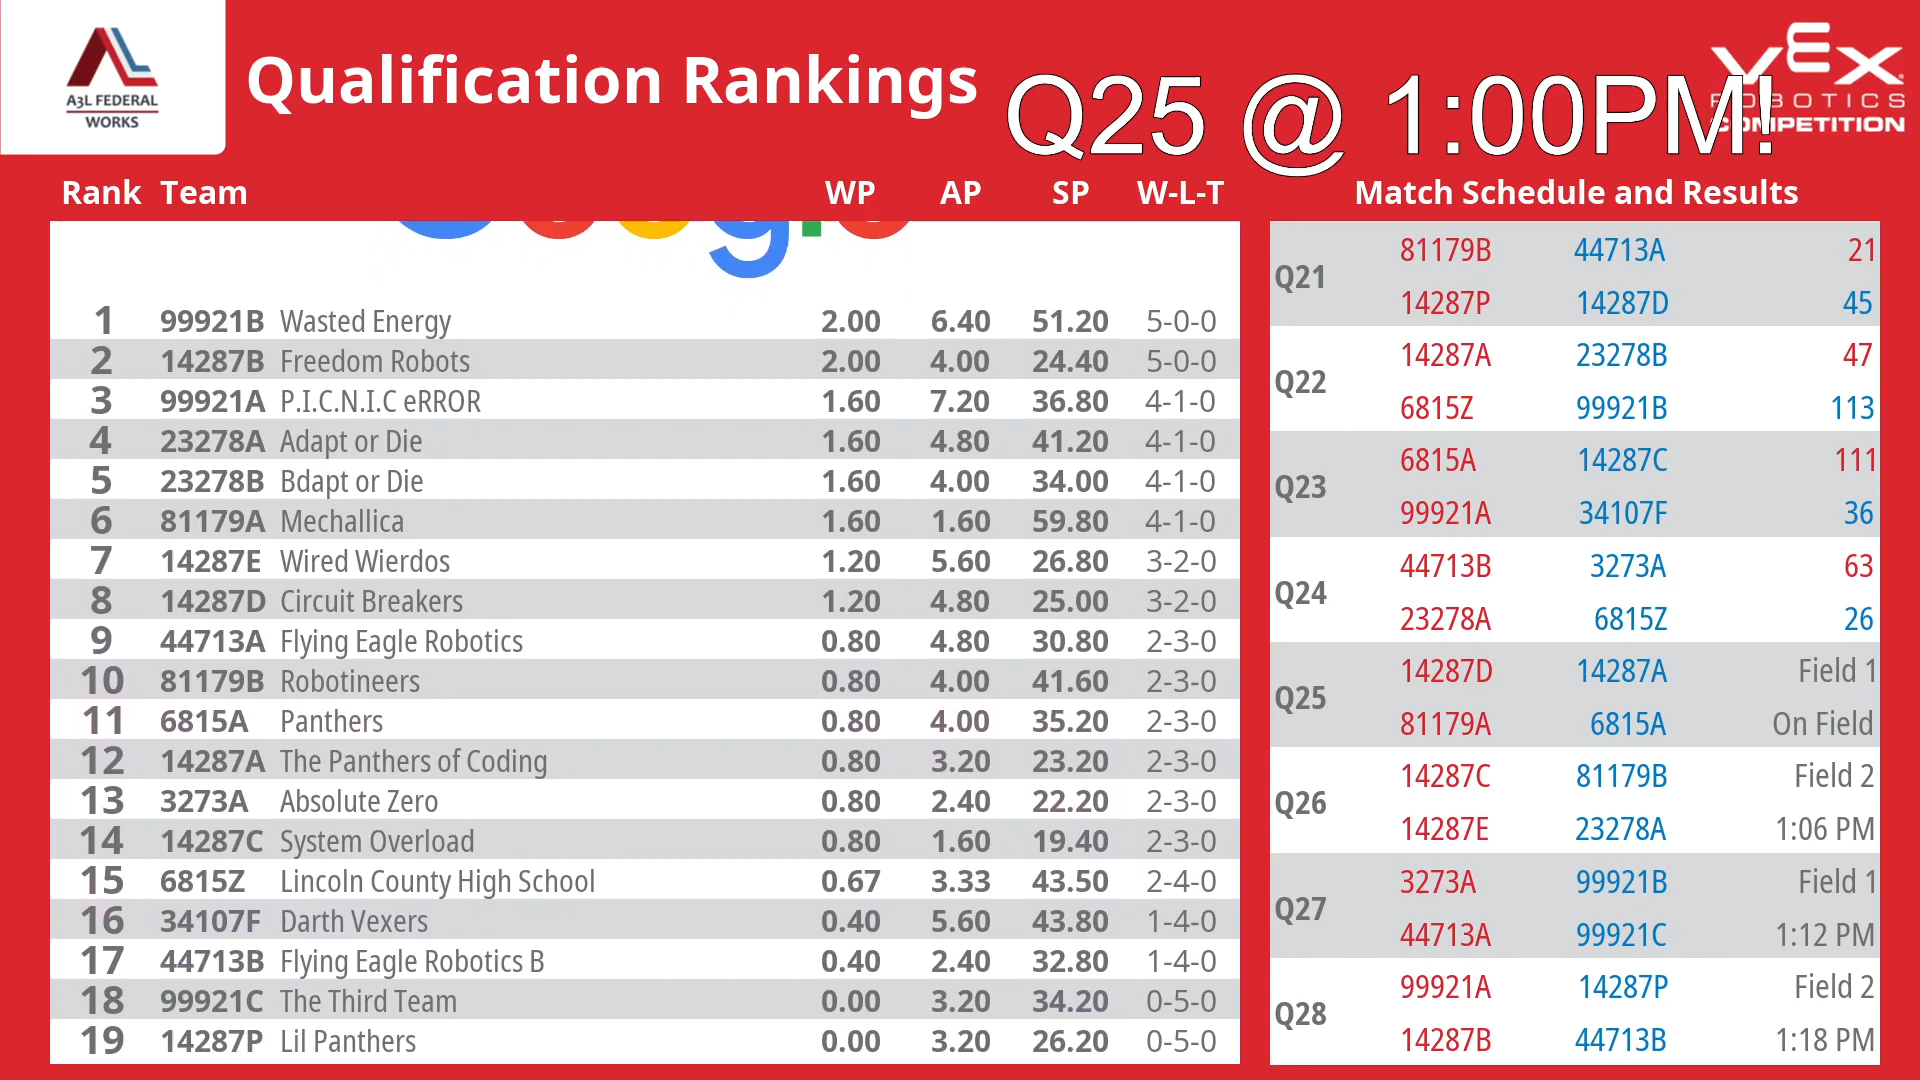 A3L FEDERAL
WORKS
Qualification Rankings
Q25 @ 1:00PM!
VEX
ROBOTICS
COMPETITION
Rank Team WP AP SP W-L-T
1 99921B Wasted Energy 2.00 6.40 51.20 5-0-0
2 14287B Freedom Robots 2.00 4.00 24.40 5-0-0
3 99921A P.I.C.N.I.C eRROR 1.60 7.20 36.80 4-1-0
4 23278A Adapt or Die 1.60 4.80 41.20 4-1-0
5 23278B Bdapt or Die 1.60 4.00 34.00 4-1-0
6 81179A Mechallica 1.60 1.60 59.80 4-1-0
7 14287E Wired Wierdos 1.20 5.60 26.80 3-2-0
8 14287D Circuit Breakers 1.20 4.80 25.00 3-2-0
9 44713A Flying Eagle Robotics 0.80 4.80 30.80 2-3-0
10 81179B Robotineers 0.80 4.00 41.60 2-3-0
11 6815A Panthers 0.80 4.00 35.20 2-3-0
12 14287A The Panthers of Coding 0.80 3.20 23.20 2-3-0
13 3273A Absolute Zero 0.80 2.40 22.20 2-3-0
14 14287C System Overload 0.80 1.60 19.40 2-3-0
15 6815Z Lincoln County High School 0.67 3.33 43.50 2-4-0
16 34107F Darth Vexers 0.40 5.60 43.80 1-4-0
17 44713B Flying Eagle Robotics B 0.40 2.40 32.80 1-4-0
18 99921C The Third Team 0.00 3.20 34.20 0-5-0
19 14287P Lil Panthers 0.00 3.20 26.20 0-5-0
Match Schedule and Results
Q21
81179B 44713A 21
14287P 14287D 45
Q22
14287A 23278B 47
6815Z 99921B 113
Q23
6815A 14287C 111
99921A 34107F 36
Q24
44713B 3273A 63
23278A 6815Z 26
Q25
14287D 14287A Field 1
81179A 6815A On Field
Q26
14287C 81179B Field 2
14287E 23278A 1:06 PM
Q27
3273A 99921B Field 1
44713A 99921C 1:12 PM
Q28
99921A 14287P Field 2
14287B 44713B 1:18 PM